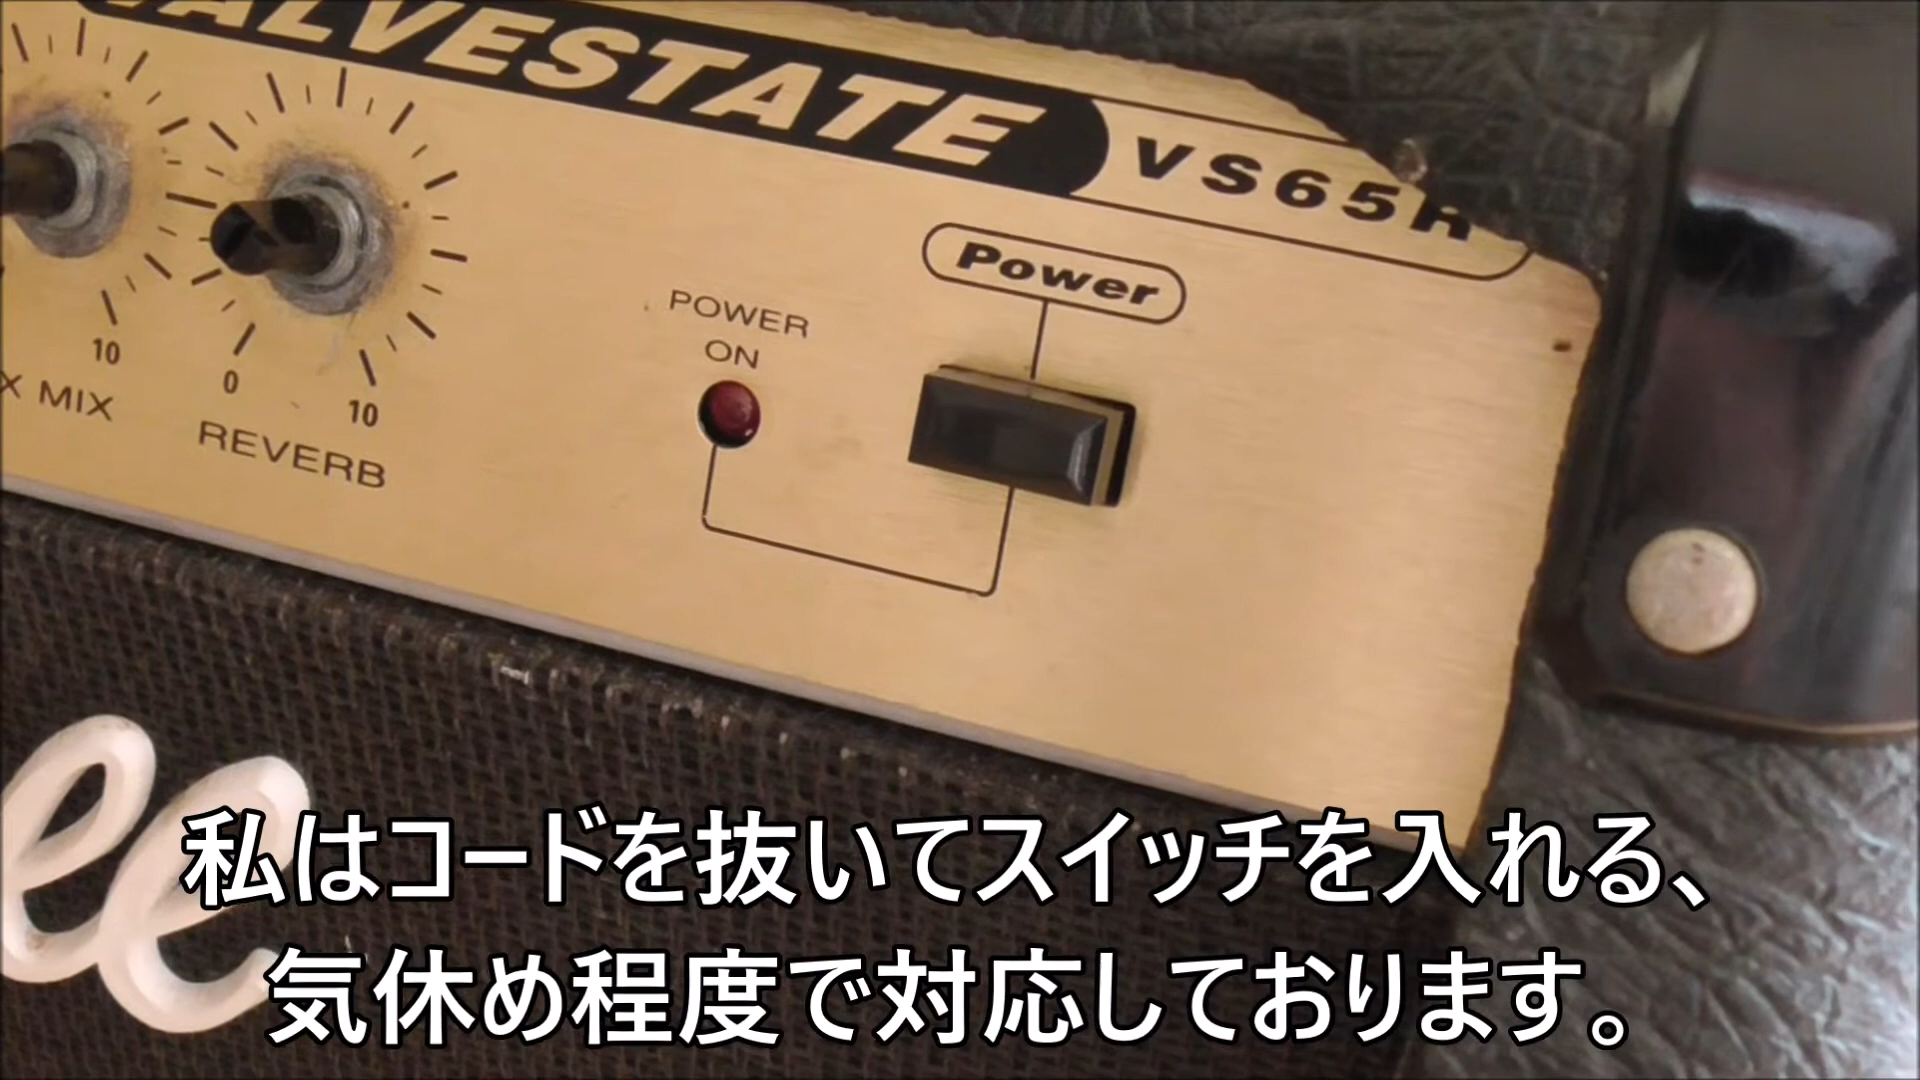 VALVESTATE
VS65R
Power
POWER
ON
10
X MIX
0
10
REVERB
ll
私はコードを抜いてスイッチを入れる、
気休め程度で対応しております。